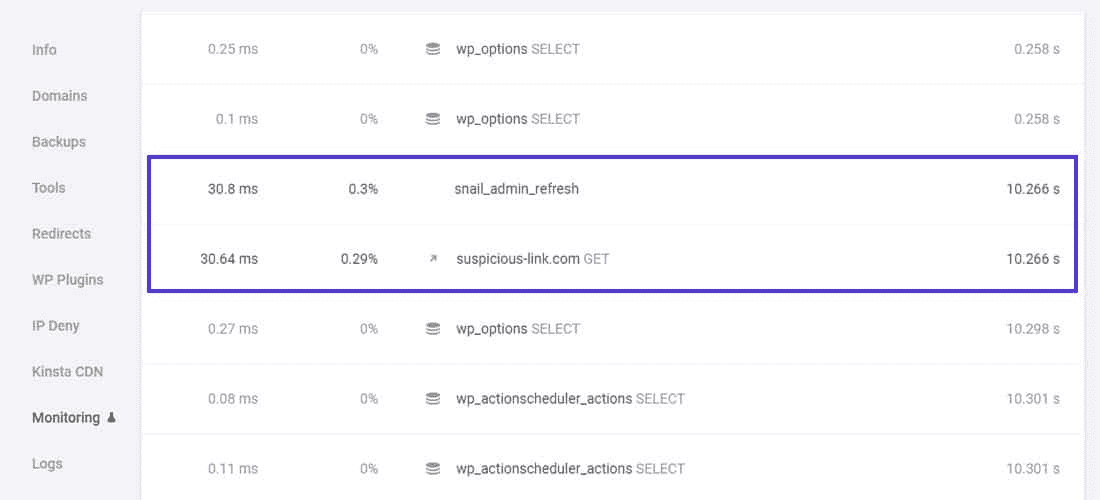 Info
Domains
Backups
Tools
Redirects
WP Plugins
IP Deny
Kinsta CDN
Monitoring
Logs
0.25 ms 0% wp_options SELECT 0.258 s
0.1 ms 0% wp_options SELECT 0.258 s
30.8 ms 0.3% snail_admin_refresh 10.266 s
30.64 ms 0.29% suspicious-link.com GET 10.266 s
0.27 ms 0% wp_options SELECT 10.298 s
0.08 ms 0% wp_actionscheduler_actions SELECT 10.301 s
0.11 ms 0% wp_actionscheduler_actions SELECT 10.301 s